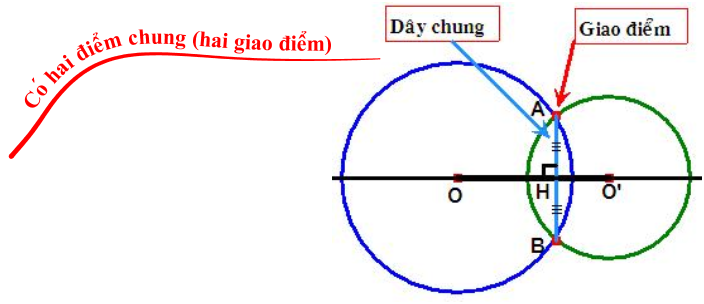 Có hai điểm chung (hai giao điểm)
Dây chung
Giao điểm
A
O
H
O'
B